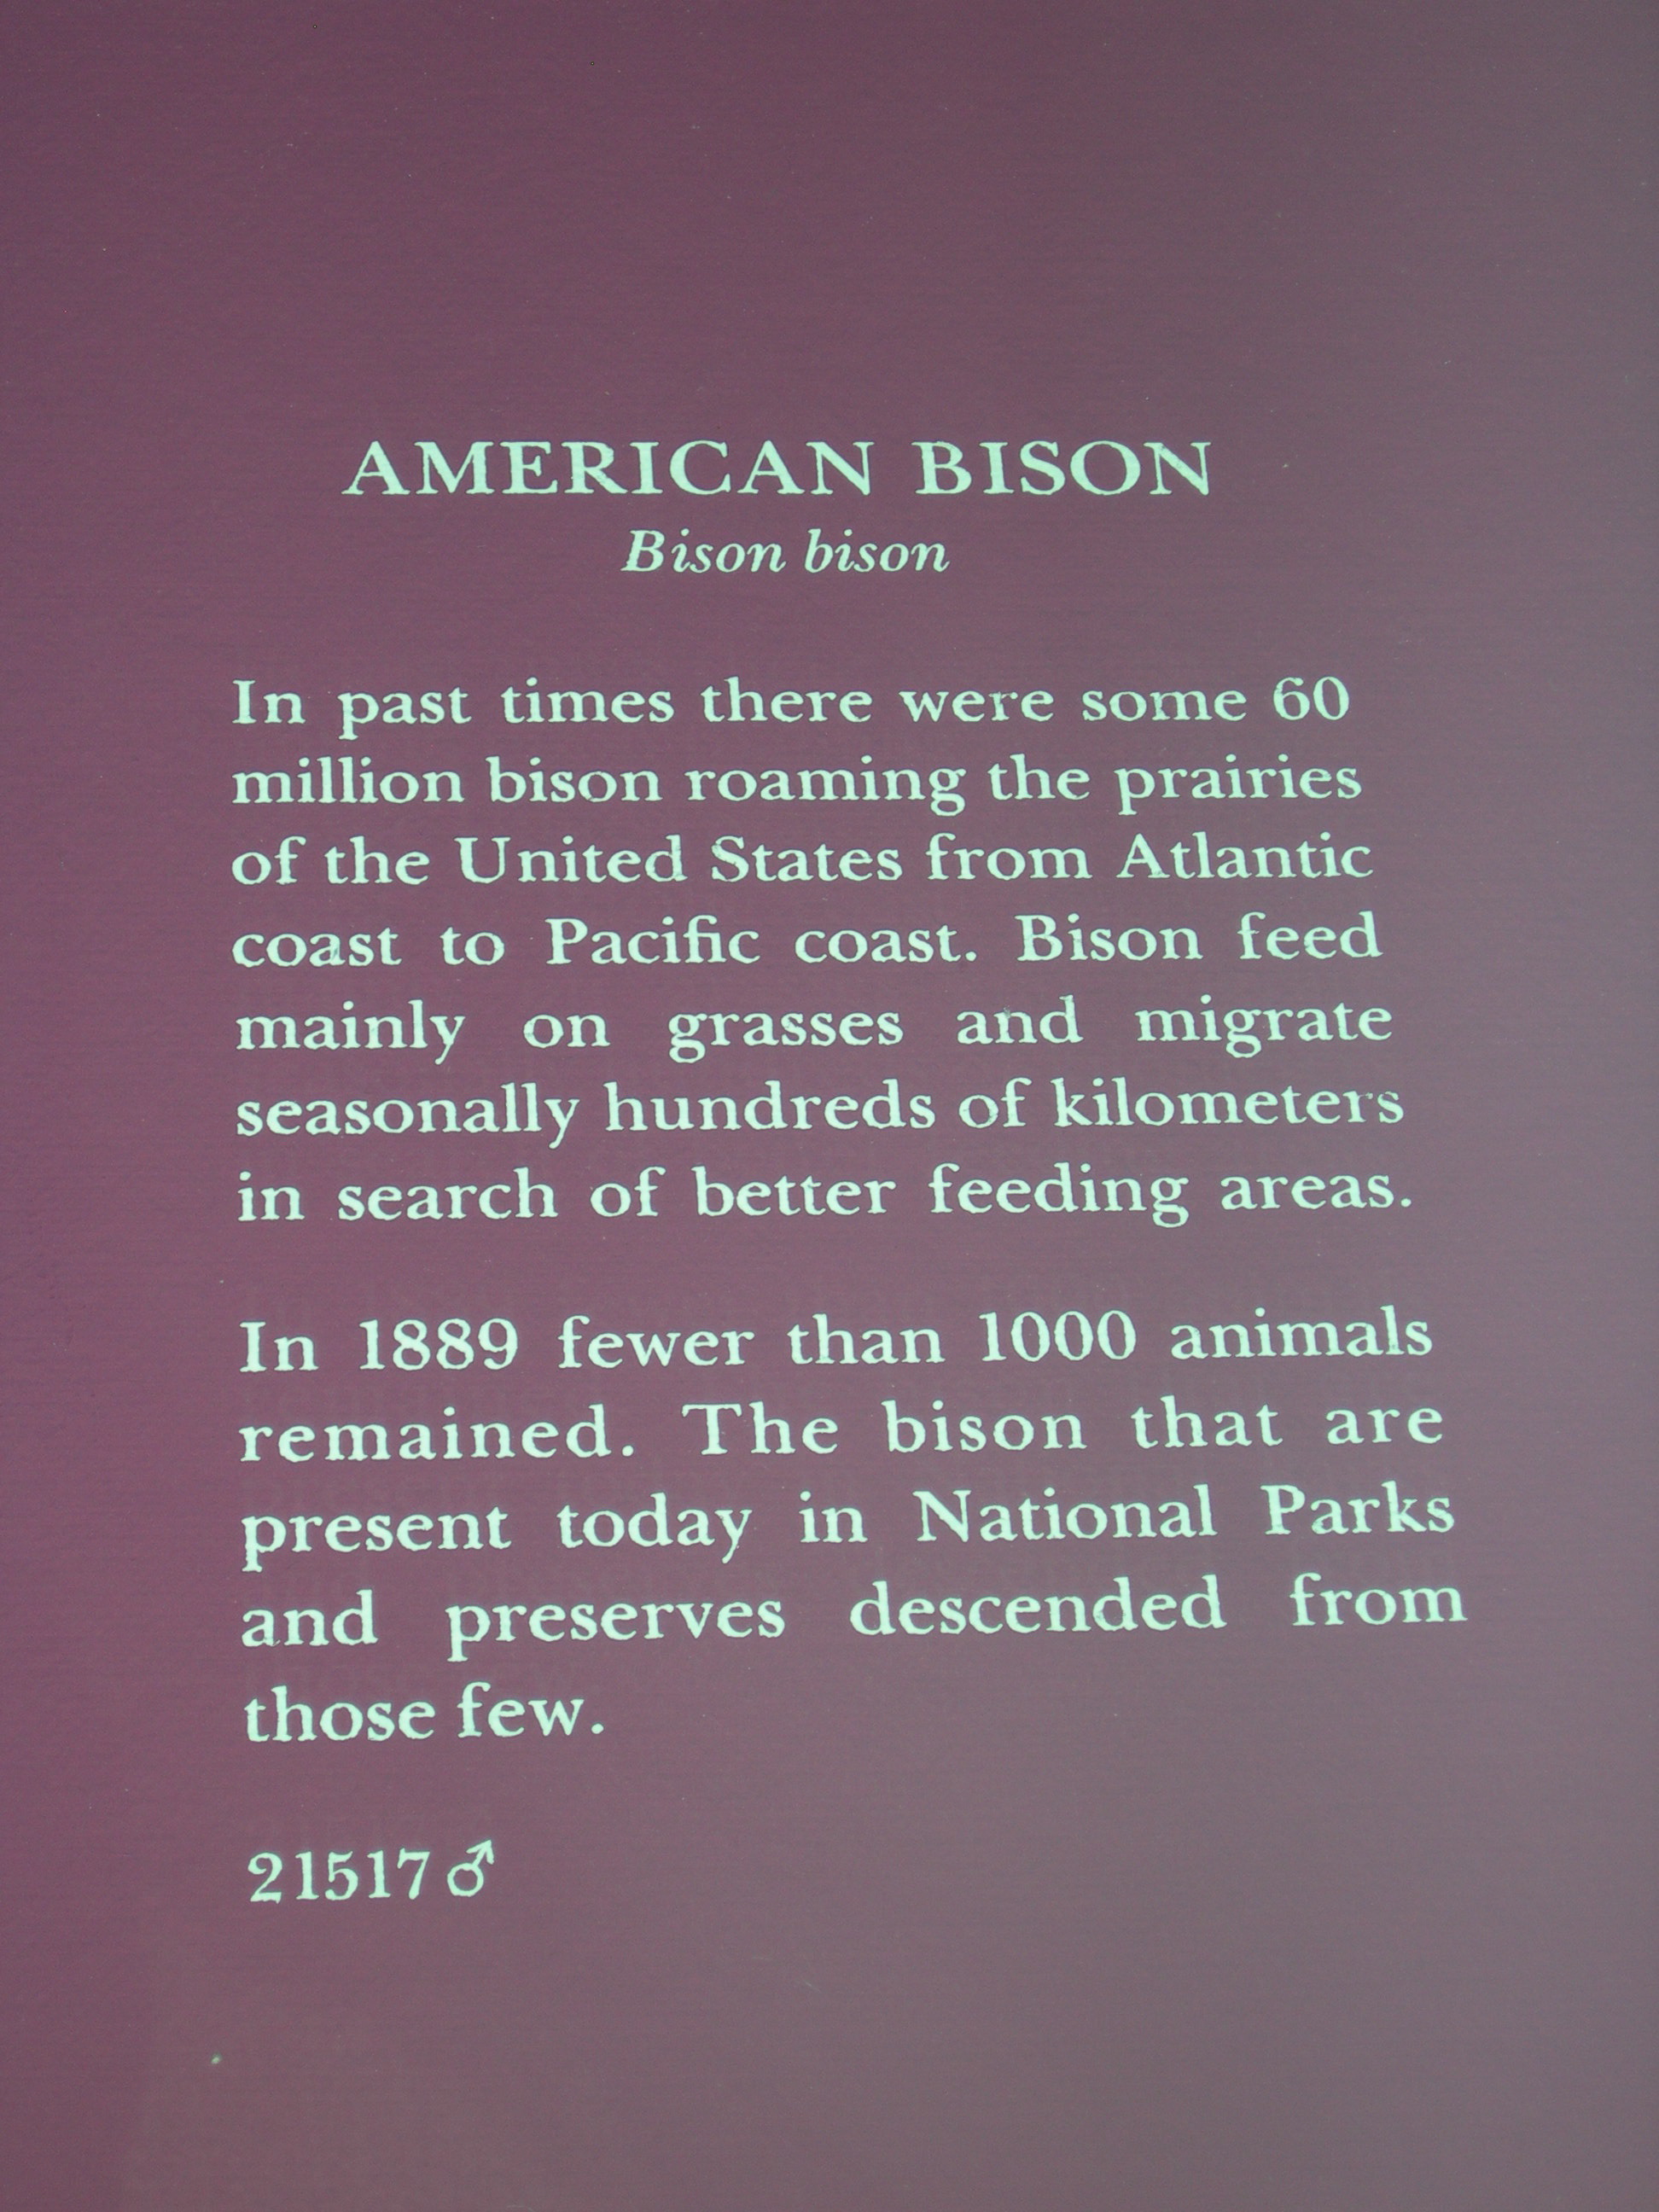 AMERICAN BISON
Bison bison
In past times there were some 60
million bison roaming the prairies
of the United States from Atlantic
coast to Pacific coast. Bison feed
mainly on grasses and migrate
seasonally hundreds of kilometers
in search of better feeding areas.
In 1889 fewer than 1000 animals
remained. The bison that are
present today in National Parks
and preserves descended from
those few.
21517 ♂